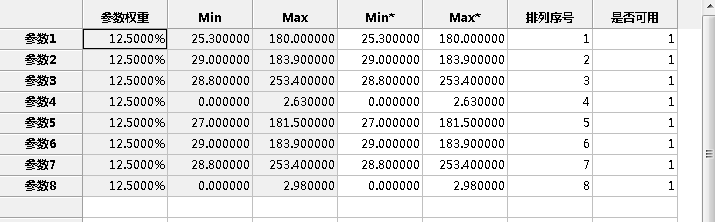 参数权重 Min Max Min* Max* 排列序号 是否可用
参数1 12.5000% 25.300000 180.000000 25.300000 180.000000 1 1
参数2 12.5000% 29.000000 183.900000 29.000000 183.900000 2 1
参数3 12.5000% 28.800000 253.400000 28.800000 253.400000 3 1
参数4 12.5000% 0.000000 2.630000 0.000000 2.630000 4 1
参数5 12.5000% 27.000000 181.500000 27.000000 181.500000 5 1
参数6 12.5000% 29.000000 183.900000 29.000000 183.900000 6 1
参数7 12.5000% 28.800000 253.400000 28.800000 253.400000 7 1
参数8 12.5000% 0.000000 2.980000 0.000000 2.980000 8 1